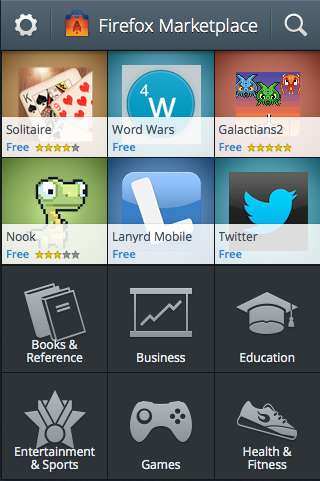 Firefox Marketplace
4
W
Solitaire
Free
Word Wars
Free
Galactians2
Free
Nook
Free
Lanyrd Mobile
Free
Twitter
Free
Books &
Reference
Business
Education
Entertainment
& Sports
Games
Health &
Fitness